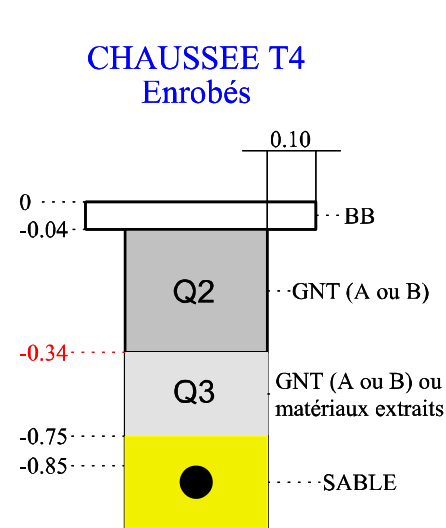 CHAUSSEE T4
Enrobés
0.10
0
BB
-0.04
Q2
GNT (A ou B)
-0.34
Q3
GNT (A ou B) ou
matériaux extraits
-0.75
-0.85
SABLE